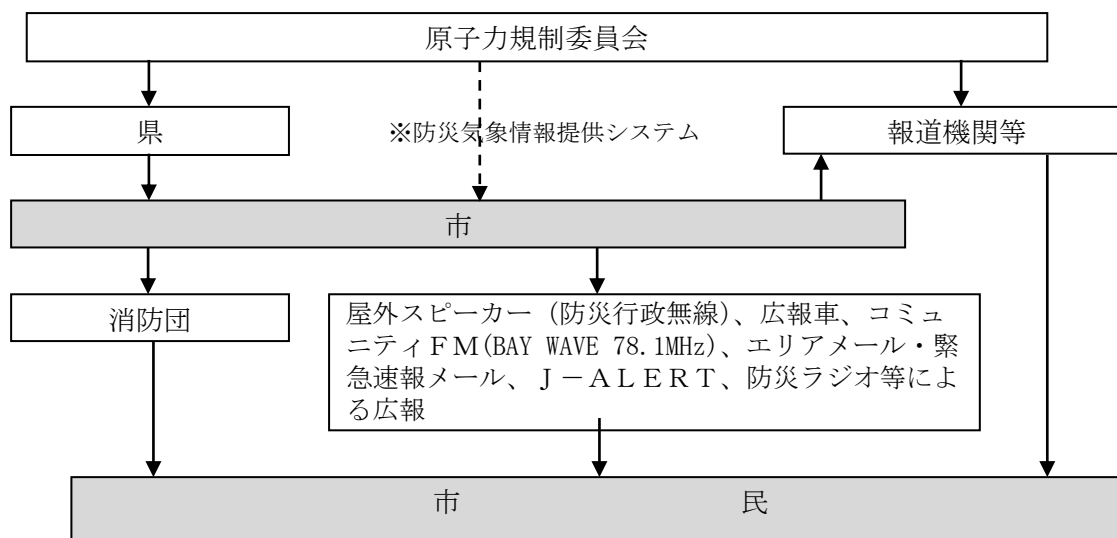 原子力規制委員会
県
※防災気象情報提供システム
報道機関等
市
消防団
屋外スピーカー（防災行政無線）、広報車、コミュ
ニティＦＭ(BAY WAVE 78.1MHz)、エリアメール・緊
急速報メール、Ｊ－ＡＬＥＲＴ、防災ラジオ等によ
る広報
市　　　　　　　民